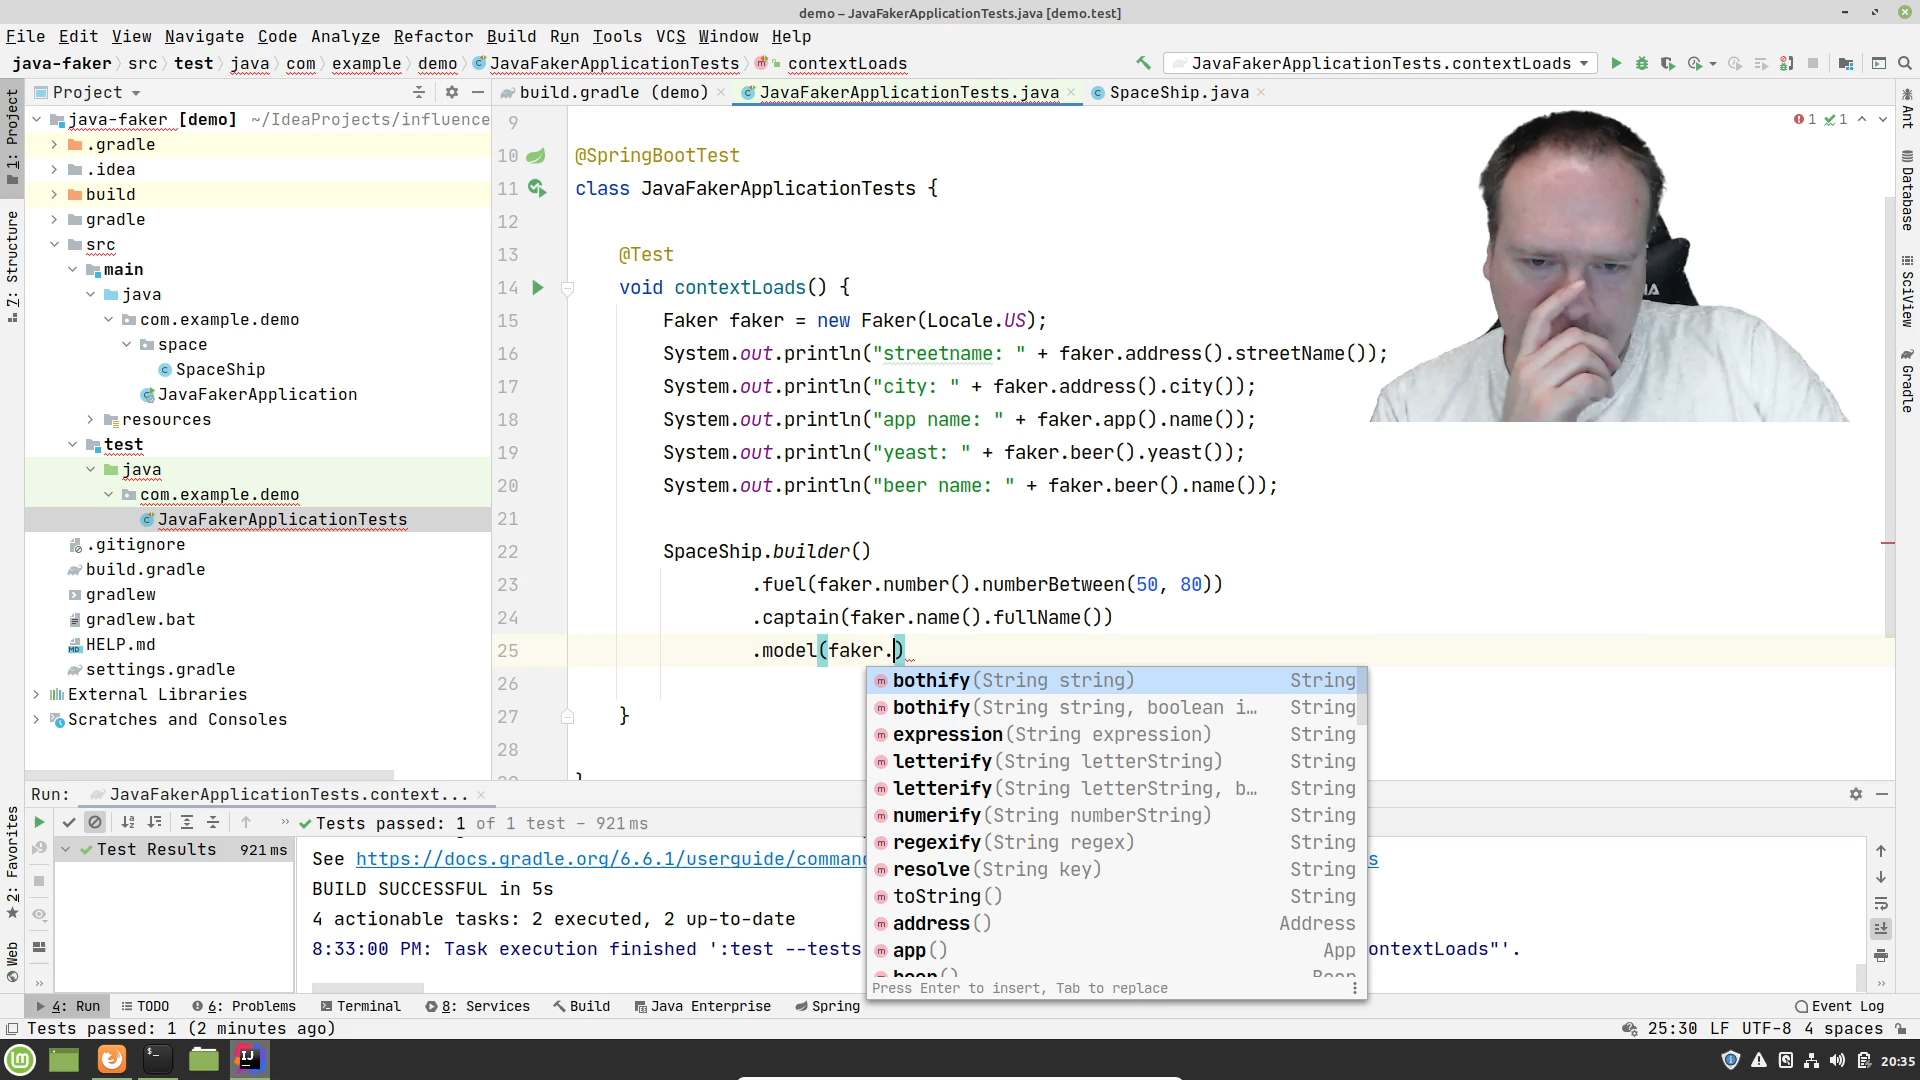 demo – JavaFakerApplicationTests.java [demo.test]
File Edit View Navigate Code Analyze Refactor Build Run Tools VCS Window Help
java-faker src test java com example demo JavaFakerApplicationTests contextLoads JavaFakerApplicationTests.contextLoads
Project build.gradle (demo) JavaFakerApplicationTests.java SpaceShip.java
java-faker [demo] ~/IdeaProjects/influence
.gradle
.idea
build
gradle
src
main
java
com.example.demo
space
SpaceShip
JavaFakerApplication
resources
test
java
com.example.demo
JavaFakerApplicationTests
.gitignore
build.gradle
gradlew
gradlew.bat
HELP.md
settings.gradle
External Libraries
Scratches and Consoles
1: Project
7: Structure
2: Favorites
Web
9
10 @SpringBootTest
11 class JavaFakerApplicationTests {
12
13 @Test
14 void contextLoads() {
15 Faker faker = new Faker(Locale.US);
16 System.out.println("streetname: " + faker.address().streetName());
17 System.out.println("city: " + faker.address().city());
18 System.out.println("app name: " + faker.app().name());
19 System.out.println("yeast: " + faker.beer().yeast());
20 System.out.println("beer name: " + faker.beer().name());
21
22 SpaceShip.builder()
23 .fuel(faker.number().numberBetween(50, 80))
24 .captain(faker.name().fullName())
25 .model(faker.)
26
27 }
28
1 1
Ant
Database
SciView
Gradle
bothify(String string) String
bothify(String string, boolean i... String
expression(String expression) String
letterify(String letterString) String
letterify(String letterString, b... String
numerify(String numberString) String
regexify(String regex) String
resolve(String key) String
toString() String
address() Address
app() App
beer() Beer
Press Enter to insert, Tab to replace
Run: JavaFakerApplicationTests.context...
Tests passed: 1 of 1 test – 921 ms
Test Results 921 ms
See https://docs.gradle.org/6.6.1/userguide/comman
s
BUILD SUCCESSFUL in 5s
4 actionable tasks: 2 executed, 2 up-to-date
8:33:00 PM: Task execution finished ':test --tests ontextLoads"'.
4: Run TODO 6: Problems Terminal 8: Services Build Java Enterprise Spring Event Log
Tests passed: 1 (2 minutes ago) 25:30 LF UTF-8 4 spaces
20:35